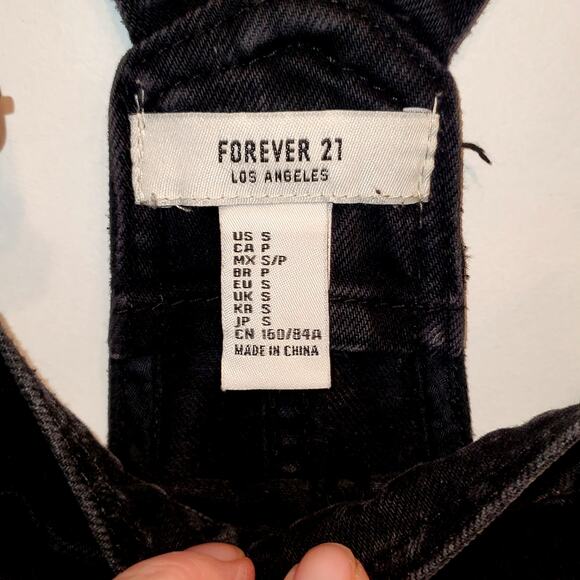 FOREVER 21
LOS ANGELES
US S
CA P
MX S/P
BR P
EU S
UK S
KR S
JP S
CN 160/84A
MADE IN CHINA